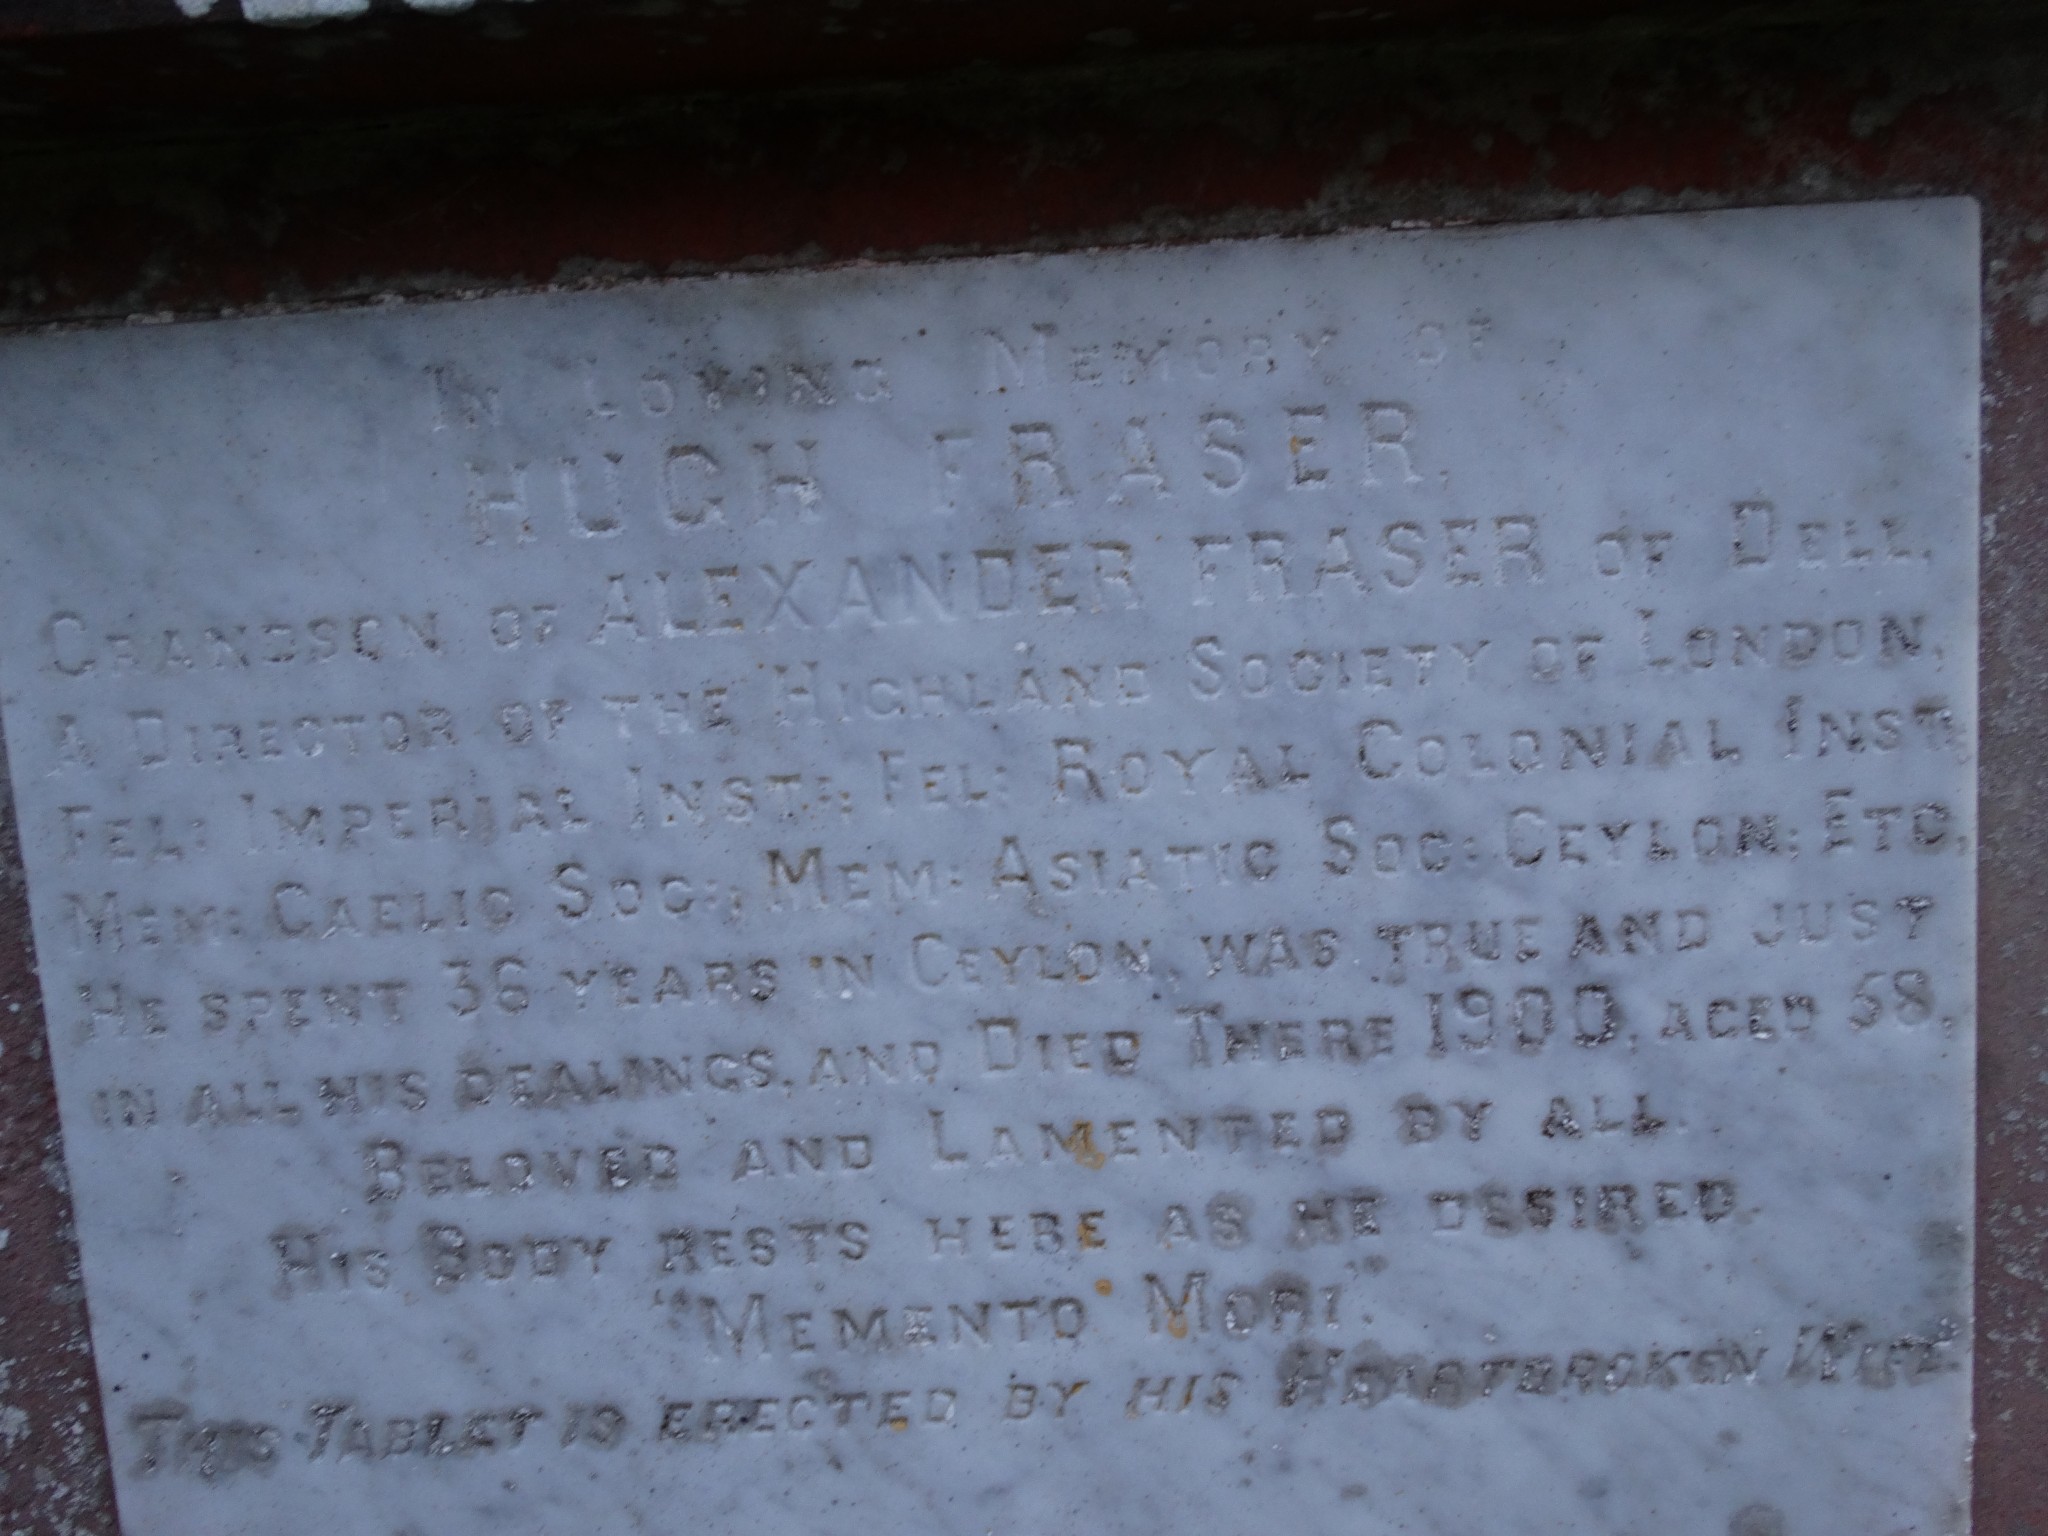 In Loving Memory of
HUGH FRASER,
Grandson of ALEXANDER FRASER of Dell,
A Director of the Highland Society of London,
Fel: Imperial Inst:, Fel: Royal Colonial Inst:
Mem: Gaelic Soc:, Mem: Asiatic Soc: Ceylon: Etc.
He spent 36 years in Ceylon, was true and just
in all his dealings, and Died There 1900, aged 58,
Beloved and Lamented by all.
His Body rests here as he desired.
"Memento Mori."
This Tablet is erected by his Heartbroken Wife